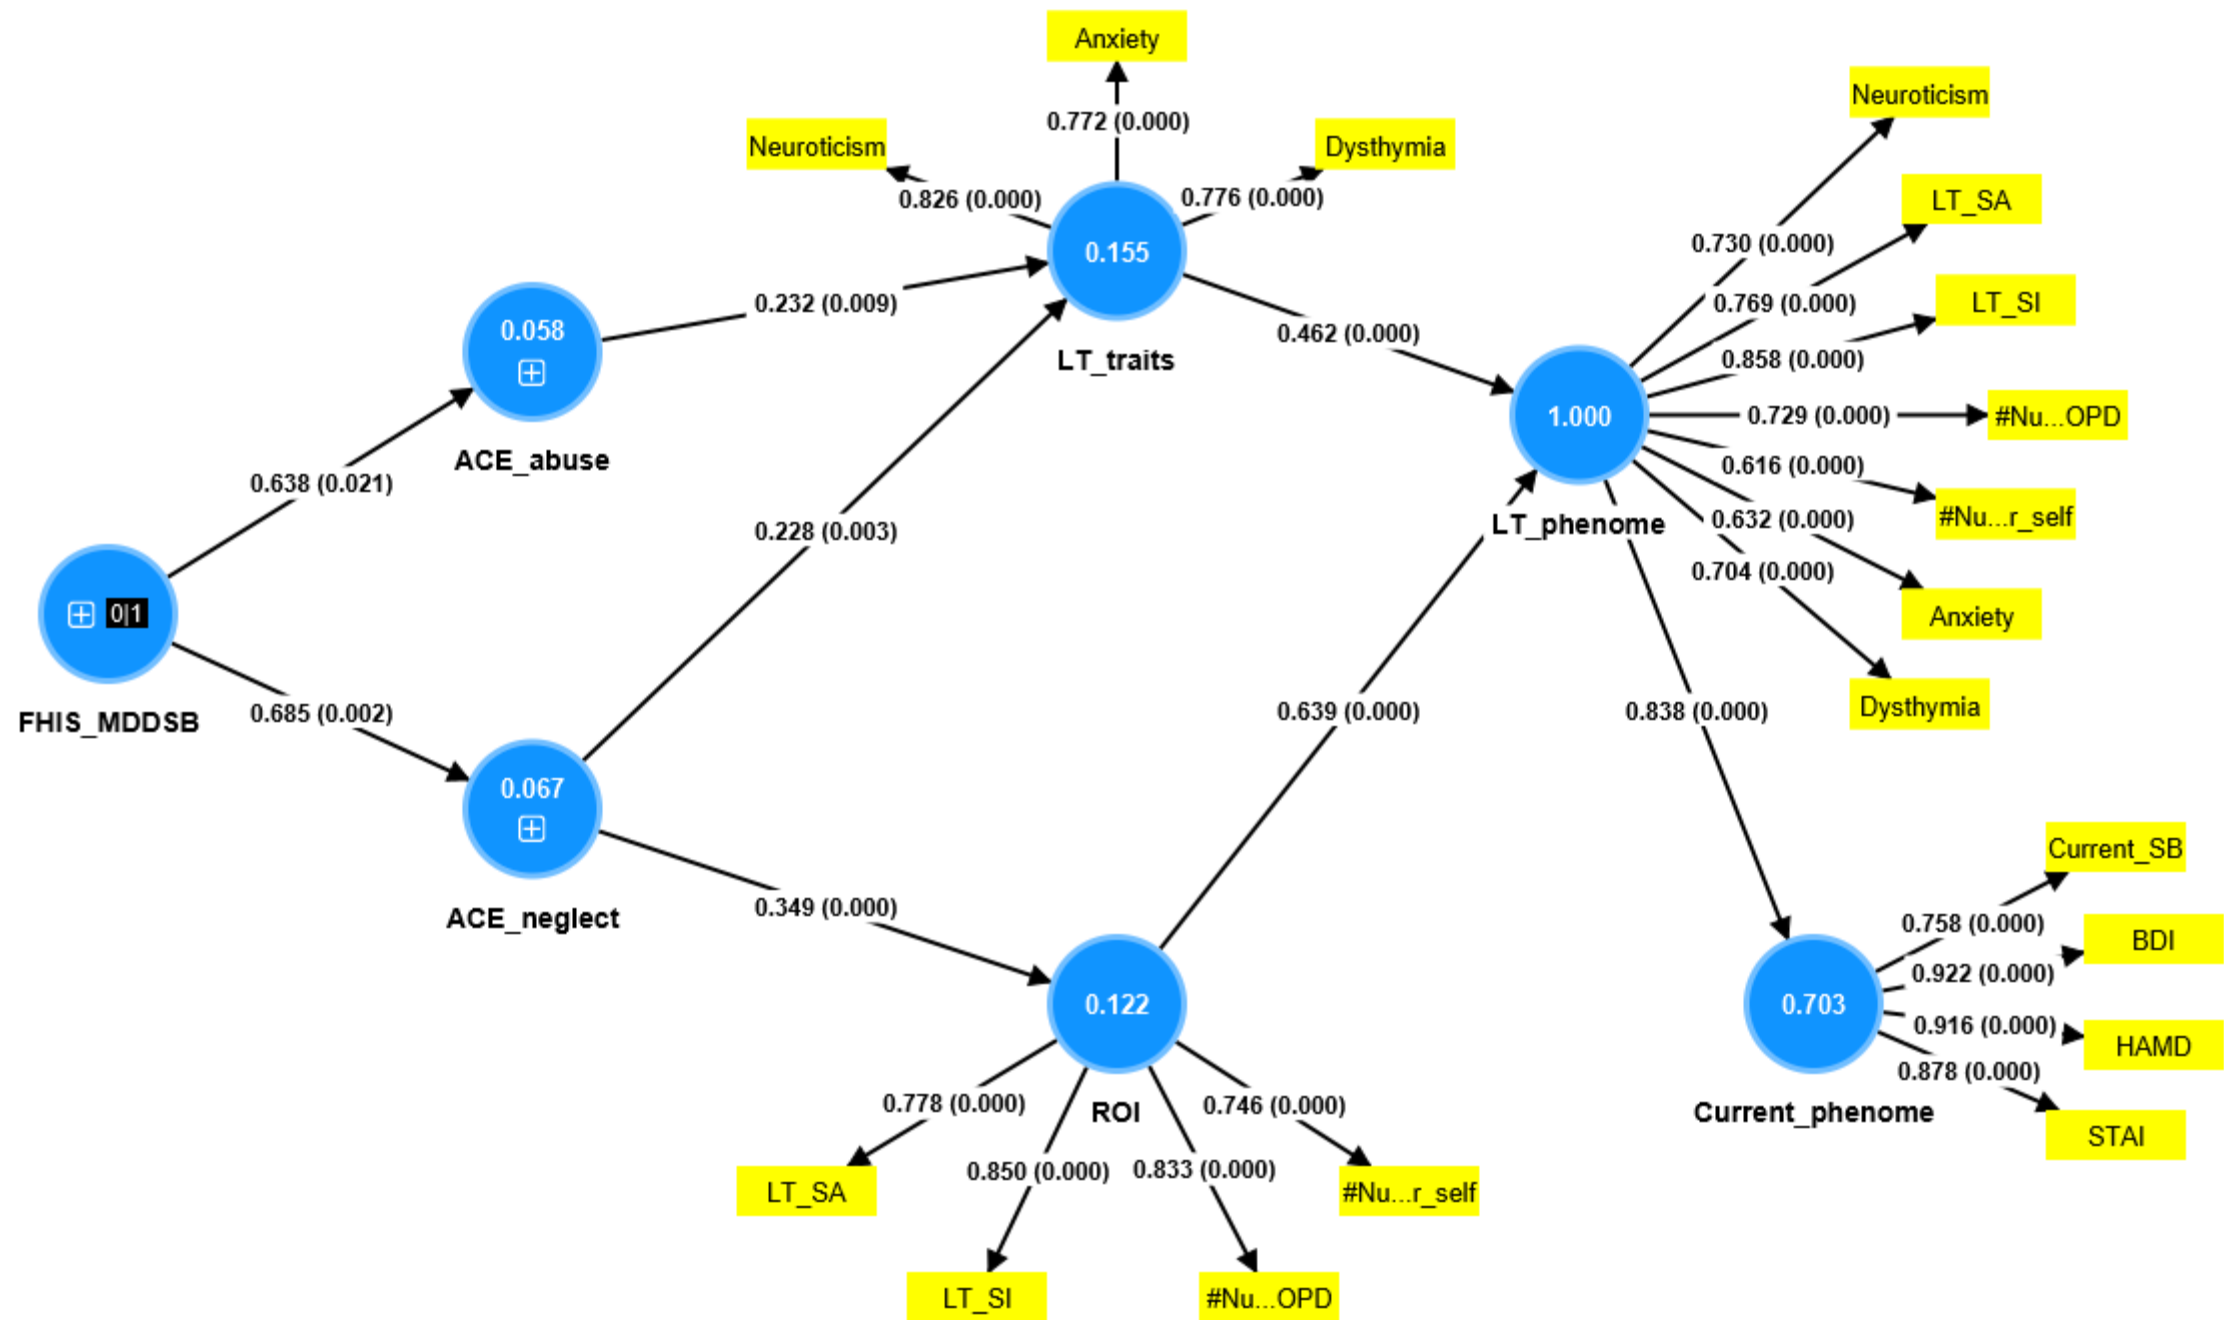 Anxiety
Neuroticism
0.772 (0.000)
Dysthymia
0.826 (0.000)
0.776 (0.000)
0.155
LT_traits
0.232 (0.009)
0.462 (0.000)
0.058
ACE_abuse
0.638 (0.021)
0.228 (0.003)
0|1
FHIS_MDDSB
0.685 (0.002)
0.067
ACE_neglect
0.349 (0.000)
0.639 (0.000)
0.122
ROI
0.778 (0.000)
0.850 (0.000)
0.833 (0.000)
0.746 (0.000)
LT_SA
LT_SI
#Nu...OPD
#Nu...r_self
1.000
LT_phenome
Neuroticism
0.730 (0.000)
LT_SA
0.769 (0.000)
LT_SI
0.858 (0.000)
0.729 (0.000)
#Nu...OPD
0.616 (0.000)
#Nu...r_self
0.632 (0.000)
Anxiety
0.704 (0.000)
Dysthymia
0.838 (0.000)
0.703
Current_phenome
Current_SB
0.758 (0.000)
BDI
0.922 (0.000)
0.916 (0.000)
HAMD
0.878 (0.000)
STAI